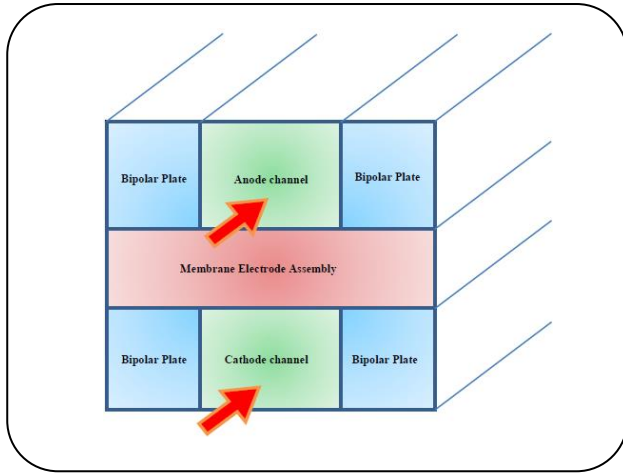 Bipolar Plate
Anode channel
Bipolar Plate
Membrane Electrode Assembly
Bipolar Plate
Cathode channel
Bipolar Plate